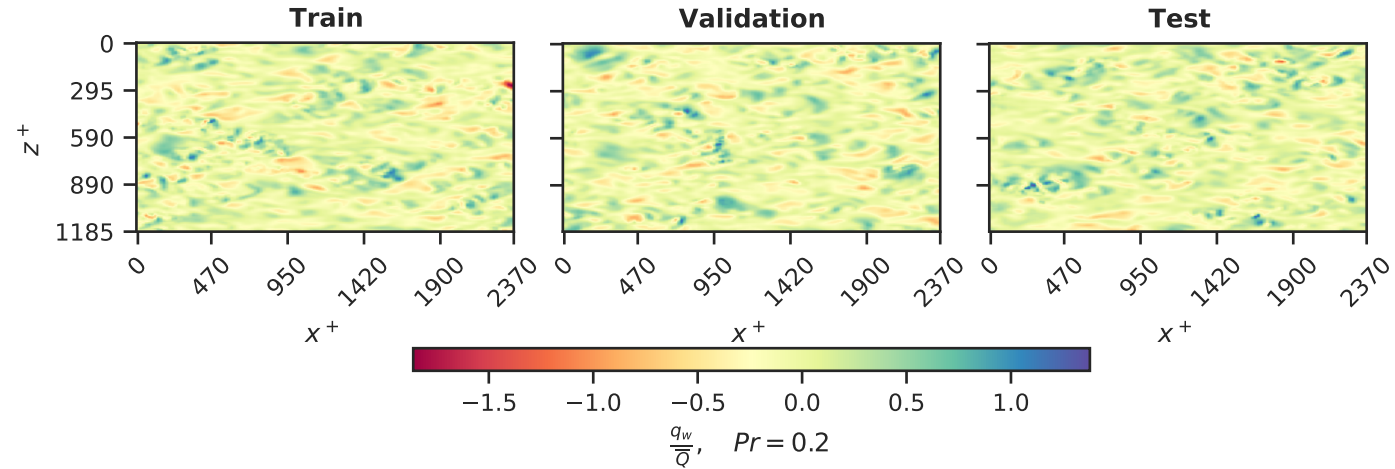 Train Validation Test
z⁺
0
295
590
890
1185
0 470 950 1420 1900 2370 0 470 950 1420 1900 2370 0 470 950 1420 1900 2370
x⁺ x⁺ x⁺
−1.5 −1.0 −0.5 0.0 0.5 1.0
q_w/Q̅, Pr = 0.2